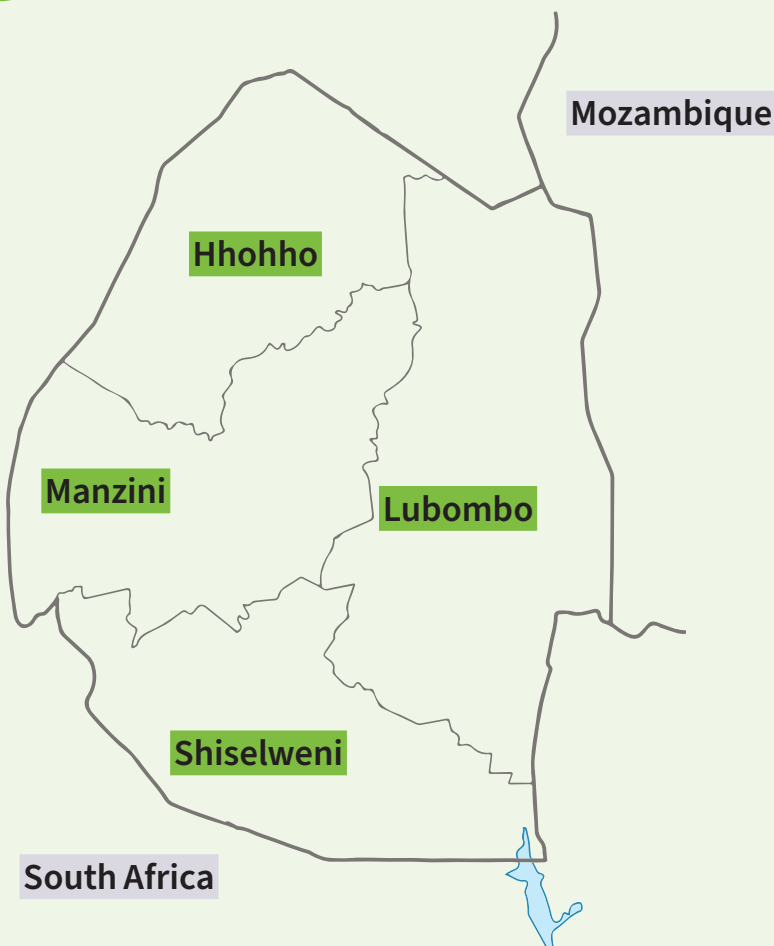 Mozambique
Hhohho
Manzini
Lubombo
Shiselweni
South Africa